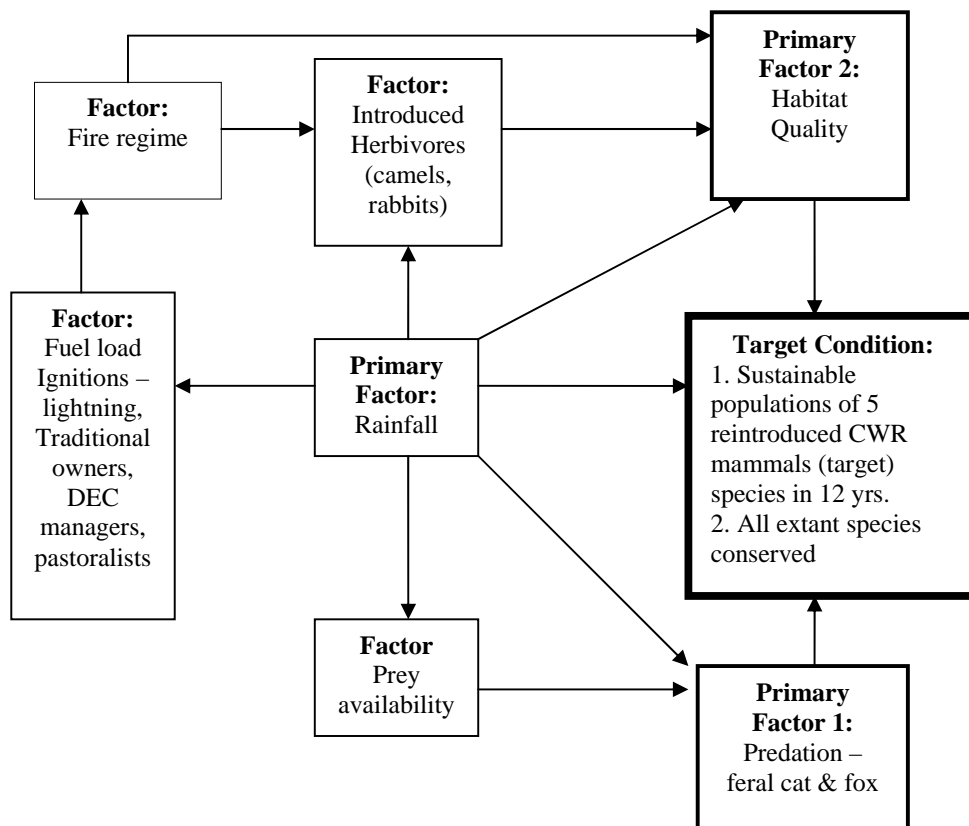 Primary
Factor 2:
Habitat
Quality
Factor:
Fire regime
Factor:
Introduced
Herbivores
(camels,
rabbits)
Factor:
Fuel load
Ignitions –
lightning,
Traditional
owners,
DEC
managers,
pastoralists
Primary
Factor:
Rainfall
Target Condition:
1. Sustainable
populations of 5
reintroduced CWR
mammals (target)
species in 12 yrs.
2. All extant species
conserved
Factor
Prey
availability
Primary
Factor 1:
Predation –
feral cat & fox